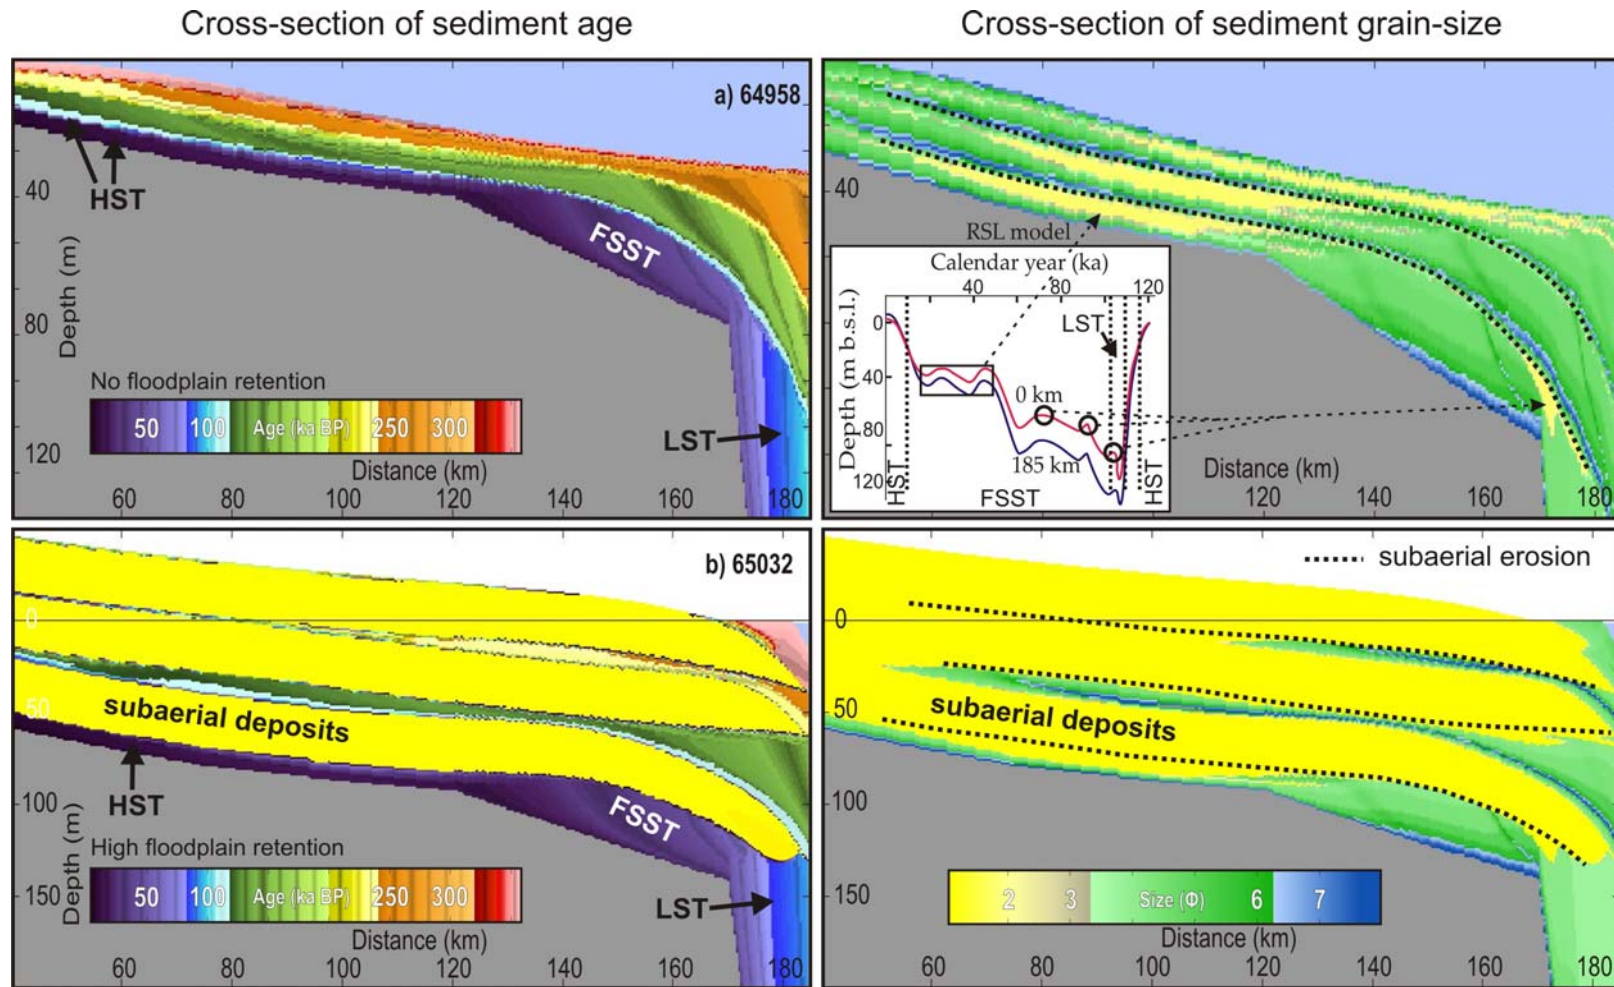 Cross-section of sediment age
Cross-section of sediment grain-size
a) 64958
HST
FSST
LST
40
80
120
Depth (m)
No floodplain retention
50 100 Age (ka BP) 250 300
Distance (km)
60 80 100 120 140 160 180
40
RSL model
Calendar year (ka)
40 80 120
LST
0
40
80
120
Depth (m b.s.l.)
0 km
185 km
HST
FSST
HST
Distance (km)
120 140 160 180
b) 65032
0
50
subaerial deposits
100
HST
FSST
150
LST
Depth (m)
High floodplain retention
50 100 Age (ka BP) 250 300
Distance (km)
60 80 100 120 140 160 180
subaerial erosion
0
50
subaerial deposits
100
150
2 3 Size (Φ) 6 7
Distance (km)
60 80 100 120 140 160 180